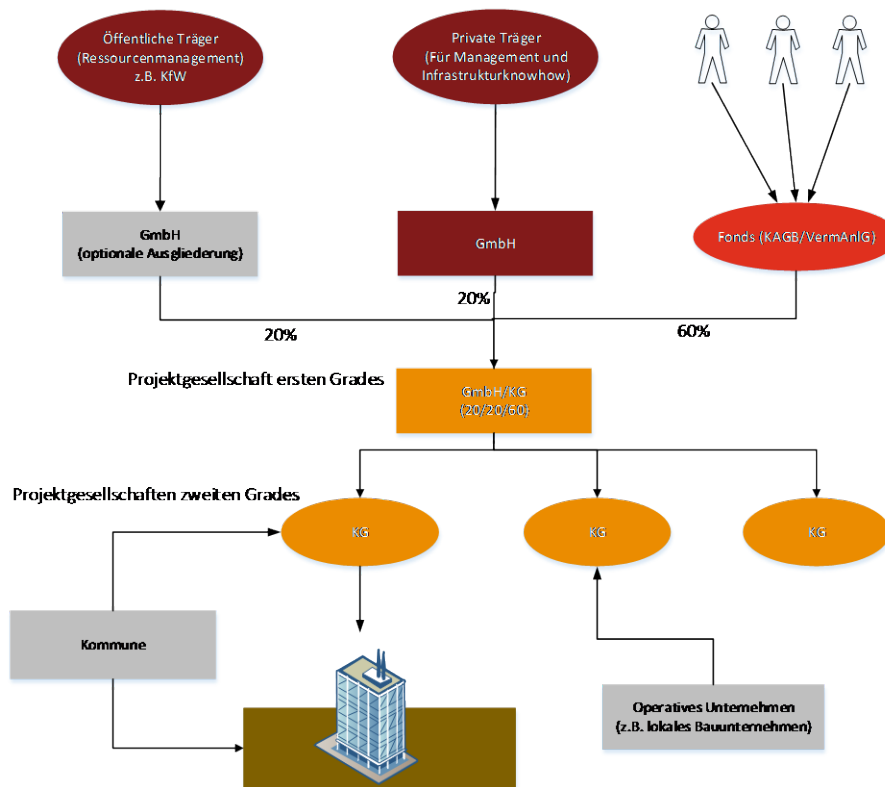 Öffentliche Träger
(Ressourcenmanagement)
z.B. KfW
Private Träger
(Für Management und
Infrastrukturknowhow)
GmbH
(optionale Ausgliederung)
GmbH
Fonds (KAGB/VermAnlG)
20%
20%
60%
Projektgesellschaft ersten Grades
GmbH/KG
(20/20/60)
Projektgesellschaften zweiten Grades
KG
KG
KG
Kommune
Operatives Unternehmen
(z.B. lokales Bauunternehmen)